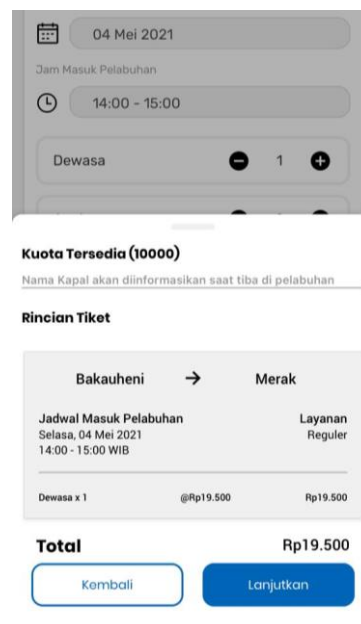 04 Mei 2021
Jam Masuk Pelabuhan
14:00 - 15:00
Dewasa 1
Kuota Tersedia (10000)
Nama Kapal akan diinformasikan saat tiba di pelabuhan
Rincian Tiket
Bakauheni → Merak
Jadwal Masuk Pelabuhan Layanan
Selasa, 04 Mei 2021 Reguler
14:00 - 15:00 WIB
Dewasa x 1 @Rp19.500 Rp19.500
Total Rp19.500
Kembali Lanjutkan